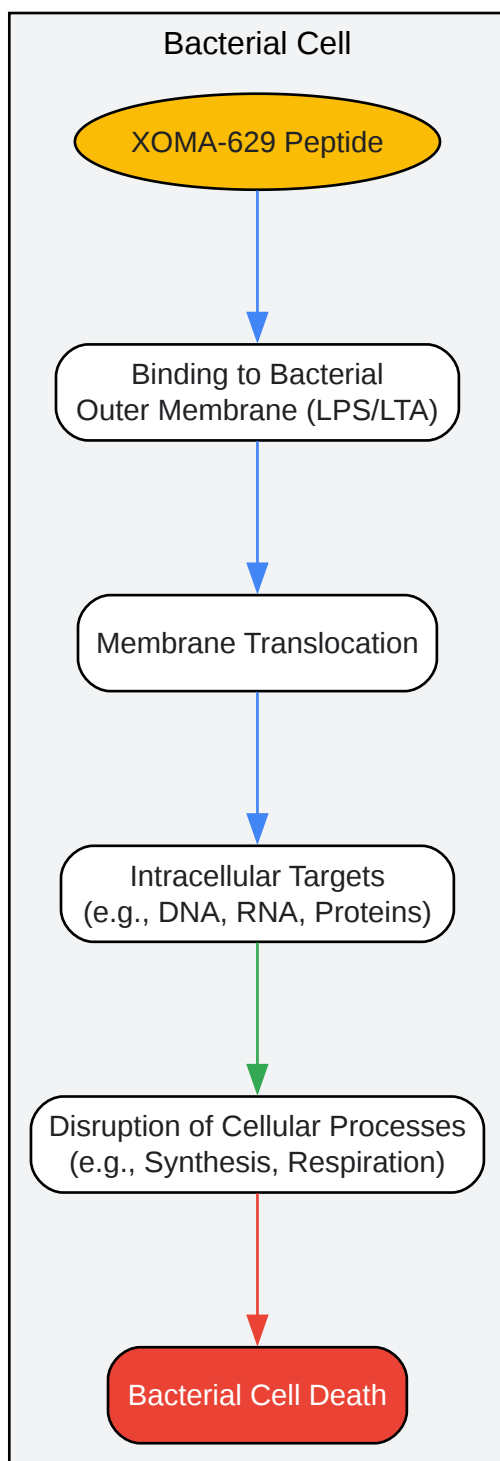 Bacterial Cell
XOMA-629 Peptide
Binding to Bacterial
Outer Membrane (LPS/LTA)
Membrane Translocation
Intracellular Targets
(e.g., DNA, RNA, Proteins)
Disruption of Cellular Processes
(e.g., Synthesis, Respiration)
Bacterial Cell Death